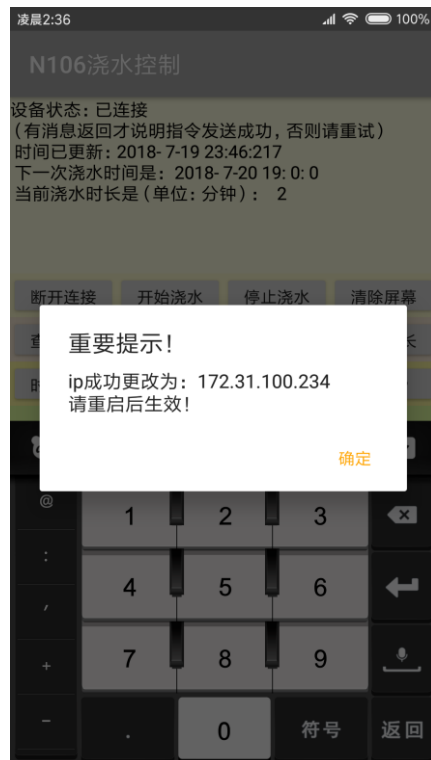 凌晨2:36
100%
N106浇水控制
设备状态：已连接
(有消息返回才说明指令发送成功，否则请重试)
时间已更新：2018- 7-19 23:46:217
下一次浇水时间是： 2018- 7-20 19: 0: 0
当前浇水时长是(单位：分钟)： 2
断开连接 开始浇水 停止浇水 清除屏幕
重要提示！
ip成功更改为：172.31.100.234
请重启后生效！
确定
@ 1 2 3
:
, 4 5 6
+ 7 8 9
- . 0 符号 返回